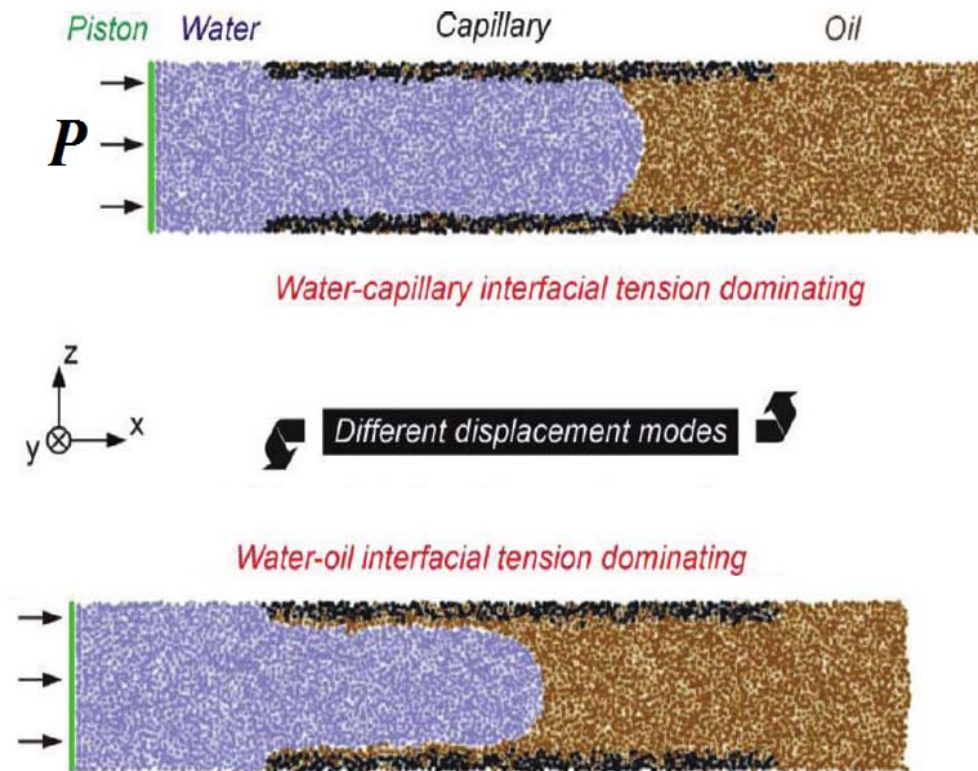 Piston Water Capillary Oil
P
Water-capillary interfacial tension dominating
z
y x
Different displacement modes
Water-oil interfacial tension dominating